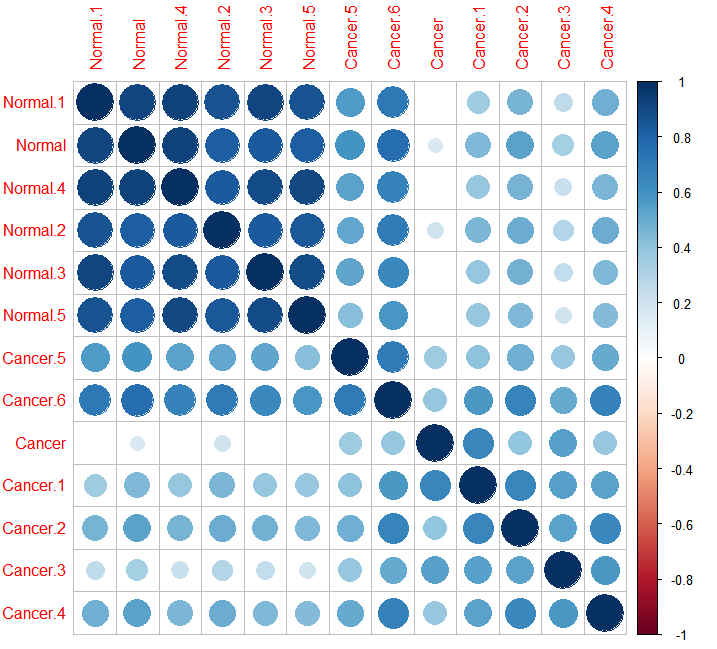 Normal.1
Normal
Normal.4
Normal.2
Normal.3
Normal.5
Cancer.5
Cancer.6
Cancer
Cancer.1
Cancer.2
Cancer.3
Cancer.4
Normal.1
Normal
Normal.4
Normal.2
Normal.3
Normal.5
Cancer.5
Cancer.6
Cancer
Cancer.1
Cancer.2
Cancer.3
Cancer.4
1
0.8
0.6
0.4
0.2
0
-0.2
-0.4
-0.6
-0.8
-1